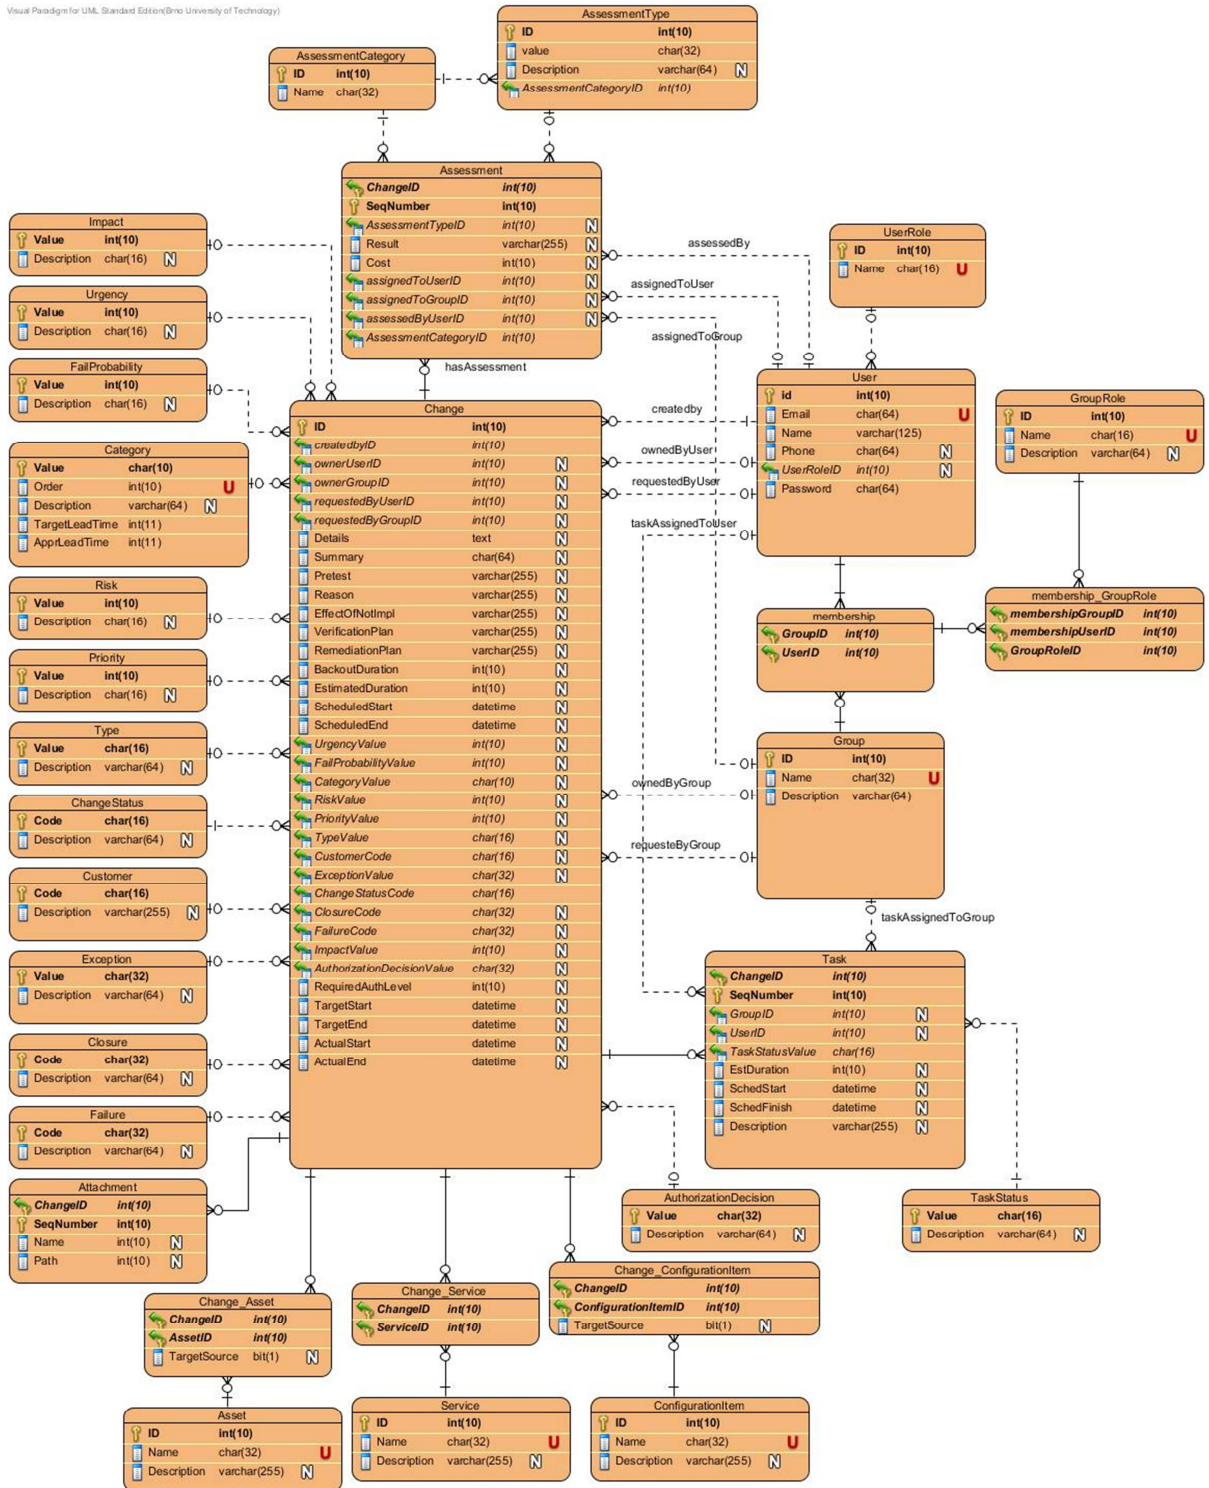 Visual Paradigm for UML Standard Edition(Brno University of Technology)
AssessmentType
ID int(10)
value char(32)
Description varchar(64) N
AssessmentCategoryID int(10)
AssessmentCategory
ID int(10)
Name char(32)
Assessment
ChangeID int(10)
SeqNumber int(10)
AssessmentTypeID int(10) N
Result varchar(255) N
Cost int(10) N
assignedToUserID int(10) N
assignedToGroupID int(10) N
assessedByUserID int(10) N
AssessmentCategoryID int(10)
assessedBy
assignedToUser
assignedToGroup
hasAssessment
UserRole
ID int(10)
Name char(16) U
Impact
Value int(10)
Description char(16) N
Urgency
Value int(10)
Description char(16) N
FailProbability
Value int(10)
Description char(16) N
Category
Value char(10)
Order int(10) U
Description varchar(64) N
TargetLeadTime int(11)
ApprLeadTime int(11)
Risk
Value int(10)
Description char(16) N
Priority
Value int(10)
Description char(16) N
Type
Value char(16)
Description varchar(64) N
ChangeStatus
Code char(16)
Description varchar(64) N
Customer
Code char(16)
Description varchar(255) N
Exception
Value char(32)
Description varchar(64) N
Closure
Code char(32)
Description varchar(64) N
Failure
Code char(32)
Description varchar(64) N
Attachment
ChangeID int(10)
SeqNumber int(10)
Name int(10) N
Path int(10) N
Change
ID int(10)
createdbyID int(10)
ownerUserID int(10) N
ownerGroupID int(10) N
requestedByUserID int(10) N
requestedByGroupID int(10) N
Details text N
Summary char(64) N
Pretest varchar(255) N
Reason varchar(255) N
EffectOfNotImpl varchar(255) N
VerificationPlan varchar(255) N
RemediationPlan varchar(255) N
BackoutDuration int(10) N
EstimatedDuration int(10) N
ScheduledStart datetime N
ScheduledEnd datetime N
UrgencyValue int(10) N
FailProbabilityValue int(10) N
CategoryValue char(10) N
RiskValue int(10) N
PriorityValue int(10) N
TypeValue char(16) N
CustomerCode char(16) N
ExceptionValue char(32) N
ChangeStatusCode char(16)
ClosureCode char(32) N
FailureCode char(32) N
ImpactValue int(10) N
AuthorizationDecisionValue char(32) N
RequiredAuthLevel int(10) N
TargetStart datetime N
TargetEnd datetime N
ActualStart datetime N
ActualEnd datetime N
createdby
ownedByUser
requestedByUser
taskAssignedToUser
ownedByGroup
requesteByGroup
User
id int(10)
Email char(64) U
Name varchar(125)
Phone char(64) N
UserRoleID int(10) N
Password char(64)
GroupRole
ID int(10)
Name char(16) U
Description varchar(64) N
membership
GroupID int(10)
UserID int(10)
membership_GroupRole
membershipGroupID int(10)
membershipUserID int(10)
GroupRoleID int(10)
Group
ID int(10)
Name char(32) U
Description varchar(64)
taskAssignedToGroup
Task
ChangeID int(10)
SeqNumber int(10)
GroupID int(10) N
UserID int(10) N
TaskStatusValue char(16)
EstDuration int(10) N
SchedStart datetime N
SchedFinish datetime N
Description varchar(255) N
AuthorizationDecision
Value char(32)
Description varchar(64) N
TaskStatus
Value char(16)
Description varchar(64) N
Change_Asset
ChangeID int(10)
AssetID int(10)
TargetSource bit(1) N
Change_Service
ChangeID int(10)
ServiceID int(10)
Change_ConfigurationItem
ChangeID int(10)
ConfigurationItemID int(10)
TargetSource bit(1) N
Asset
ID int(10)
Name char(32) U
Description varchar(255) N
Service
ID int(10)
Name char(32) U
Description varchar(255) N
ConfigurationItem
ID int(10)
Name char(32) U
Description varchar(255) N